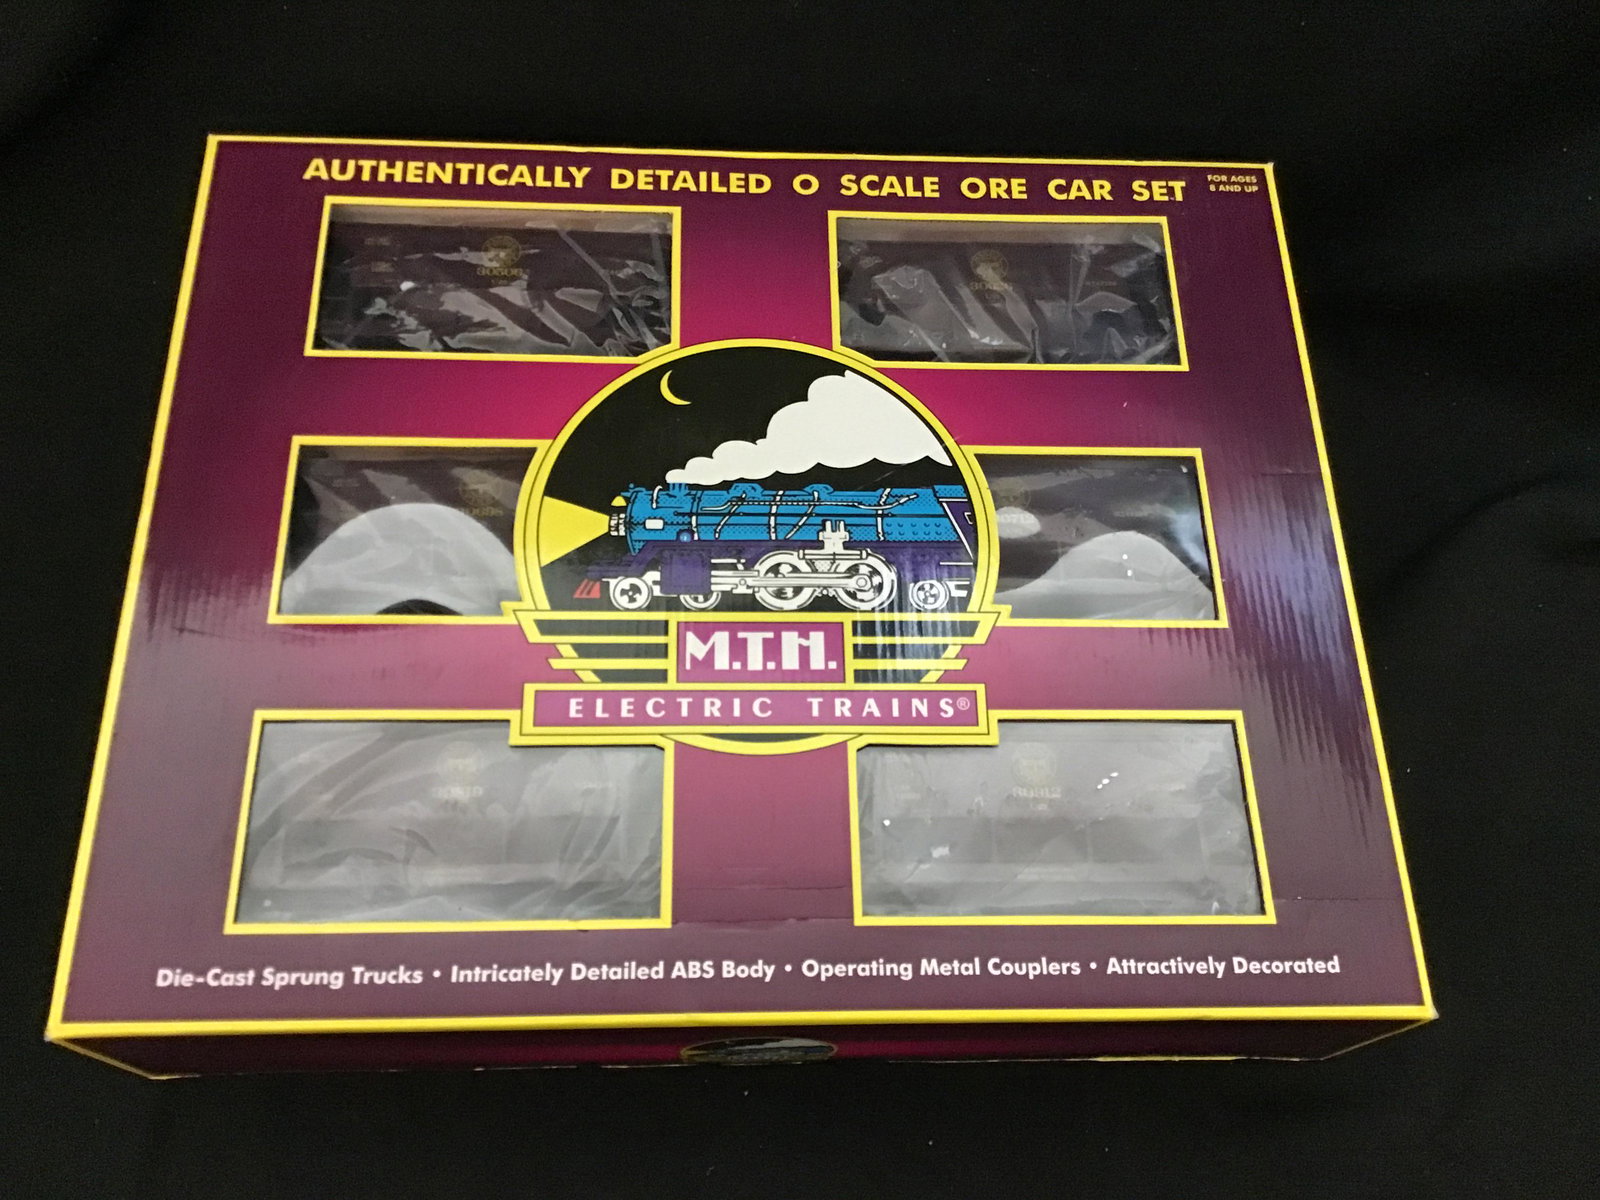 AUTHENTICALLY DETAILED O SCALE ORE CAR SET
FOR AGES
8 AND UP
M.T.H.
ELECTRIC TRAINS®
Die-Cast Sprung Trucks • Intricately Detailed ABS Body • Operating Metal Couplers • Attractively Decorated